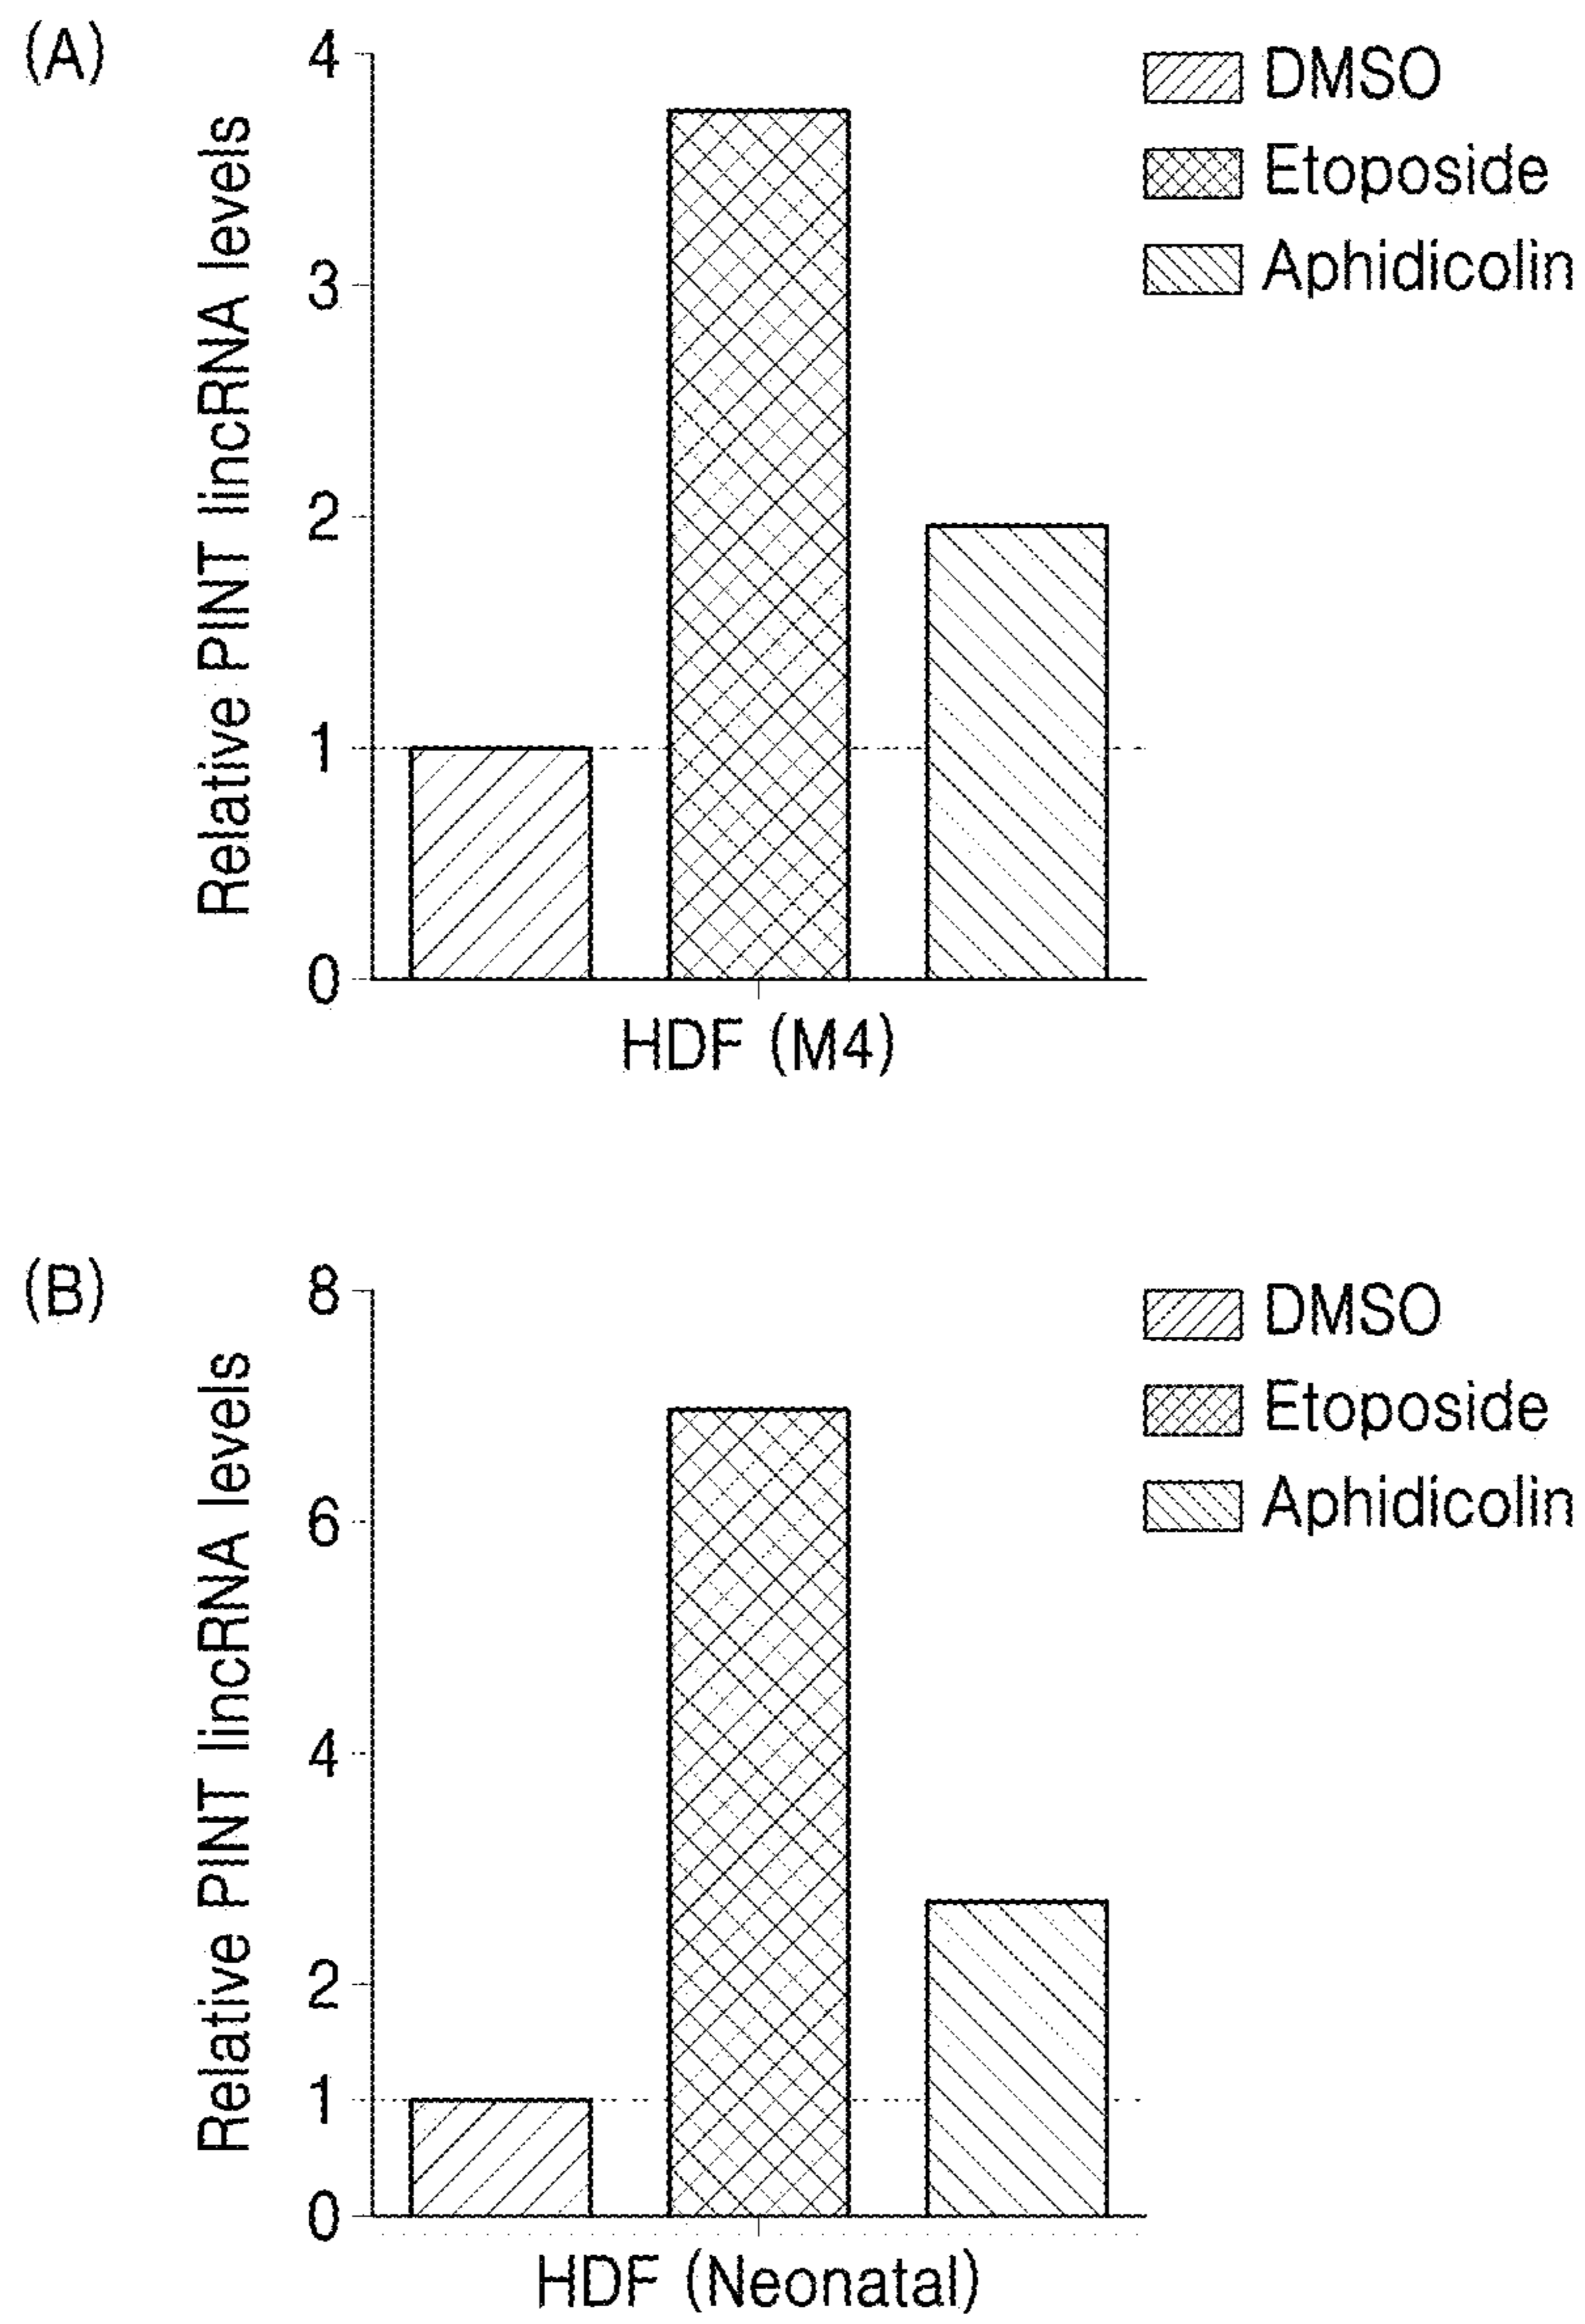 (A)
Relative PINT lincRNA levels
4
3
2
1
0
HDF (M4)
DMSO
Etoposide
Aphidicolin
(B)
Relative PINT lincRNA levels
8
6
4
2
1
0
HDF (Neonatal)
DMSO
Etoposide
Aphidicolin